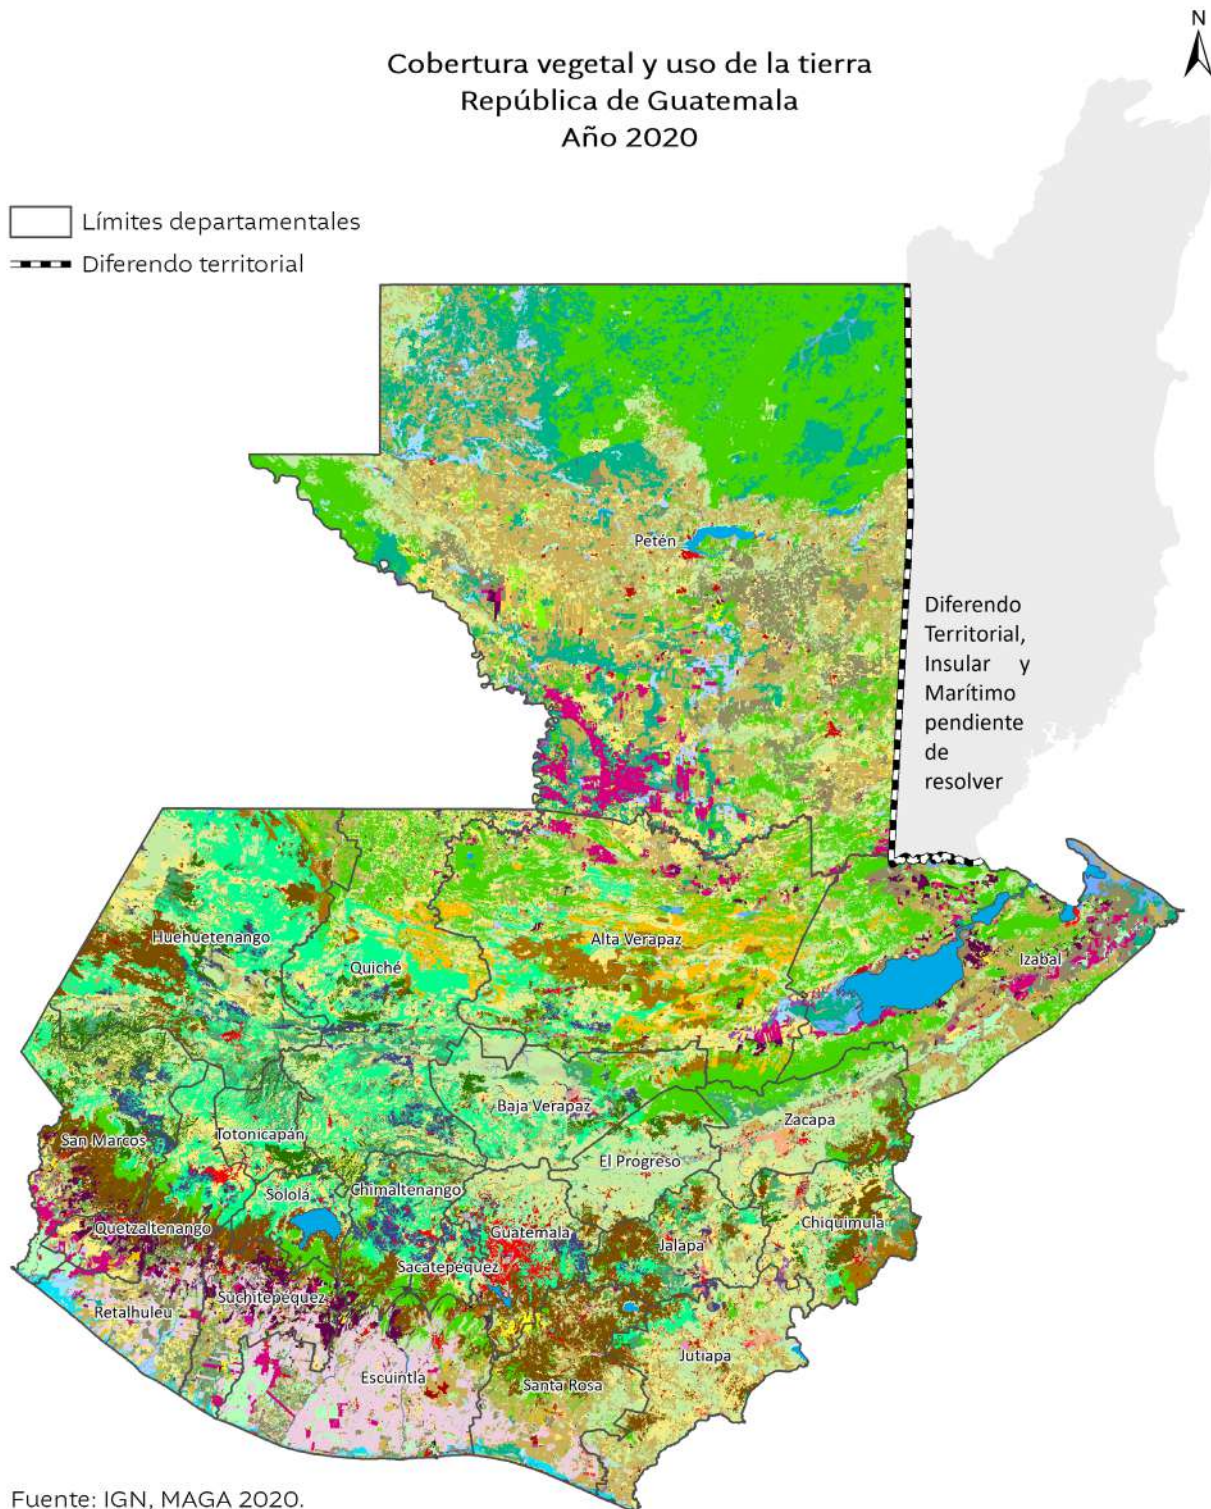 N
Cobertura vegetal y uso de la tierra
República de Guatemala
Año 2020
Límites departamentales
Diferendo territorial
Petén
Diferendo
Territorial,
Insular y
Marítimo
pendiente
de
resolver
Huehuetenango
Quiché
Alta Verapaz
Izabal
Baja Verapaz
Zacapa
San Marcos
Totonicapán
El Progreso
Sololá
Chimaltenango
Quetzaltenango
Guatemala
Chiquimula
Jalapa
Sacatepéquez
Retalhuleu
Suchitepéquez
Jutiapa
Escuintla
Santa Rosa
Fuente: IGN, MAGA 2020.